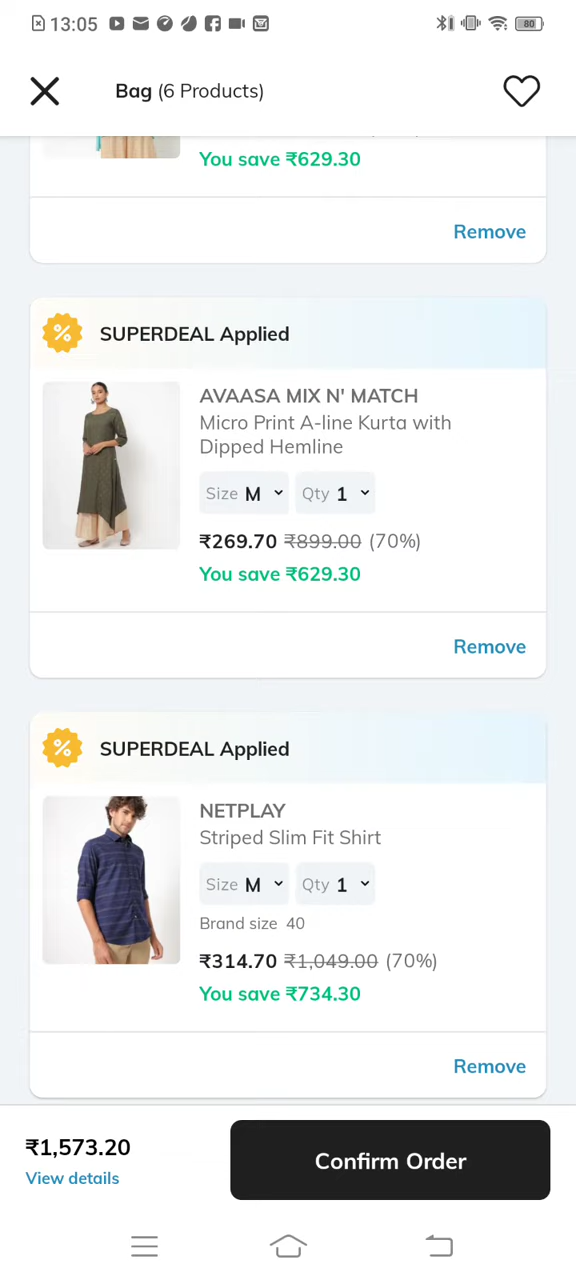 13:05
80
Bag (6 Products)
You save ₹629.30
Remove
SUPERDEAL Applied
AVAASA MIX N' MATCH
Micro Print A-line Kurta with
Dipped Hemline
Size M Qty 1
₹269.70 ₹899.00 (70%)
You save ₹629.30
Remove
SUPERDEAL Applied
NETPLAY
Striped Slim Fit Shirt
Size M Qty 1
Brand size 40
₹314.70 ₹1,049.00 (70%)
You save ₹734.30
Remove
₹1,573.20
View details
Confirm Order